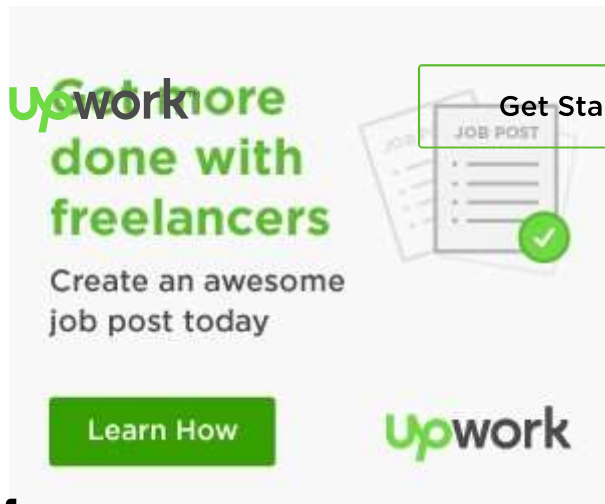 Get more
upwork
Get Sta
JOB POST
done with
freelancers
Create an awesome
job post today
Learn How
upwork